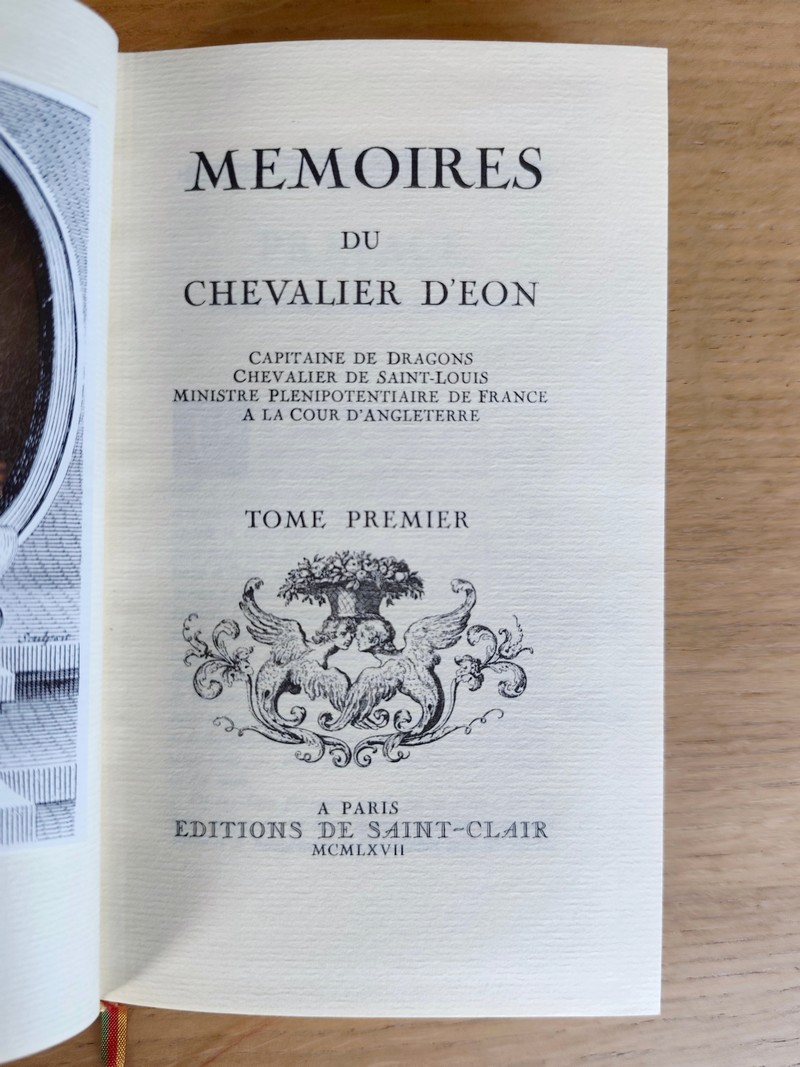 Sculpsit
MEMOIRES
DU
CHEVALIER D'EON
CAPITAINE DE DRAGONS
CHEVALIER DE SAINT-LOUIS
MINISTRE PLENIPOTENTIAIRE DE FRANCE
A LA COUR D'ANGLETERRE
TOME PREMIER
A PARIS
EDITIONS DE SAINT-CLAIR
MCMLXVII